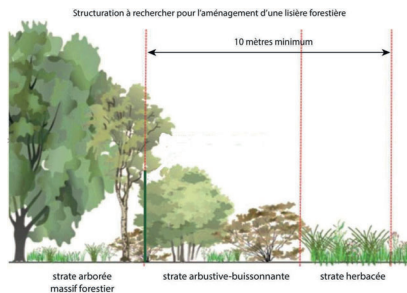 Structuration à rechercher pour l'aménagement d'une lisière forestière
10 mètres minimum
strate arborée
massif forestier
strate arbustive-buissonnante
strate herbacée